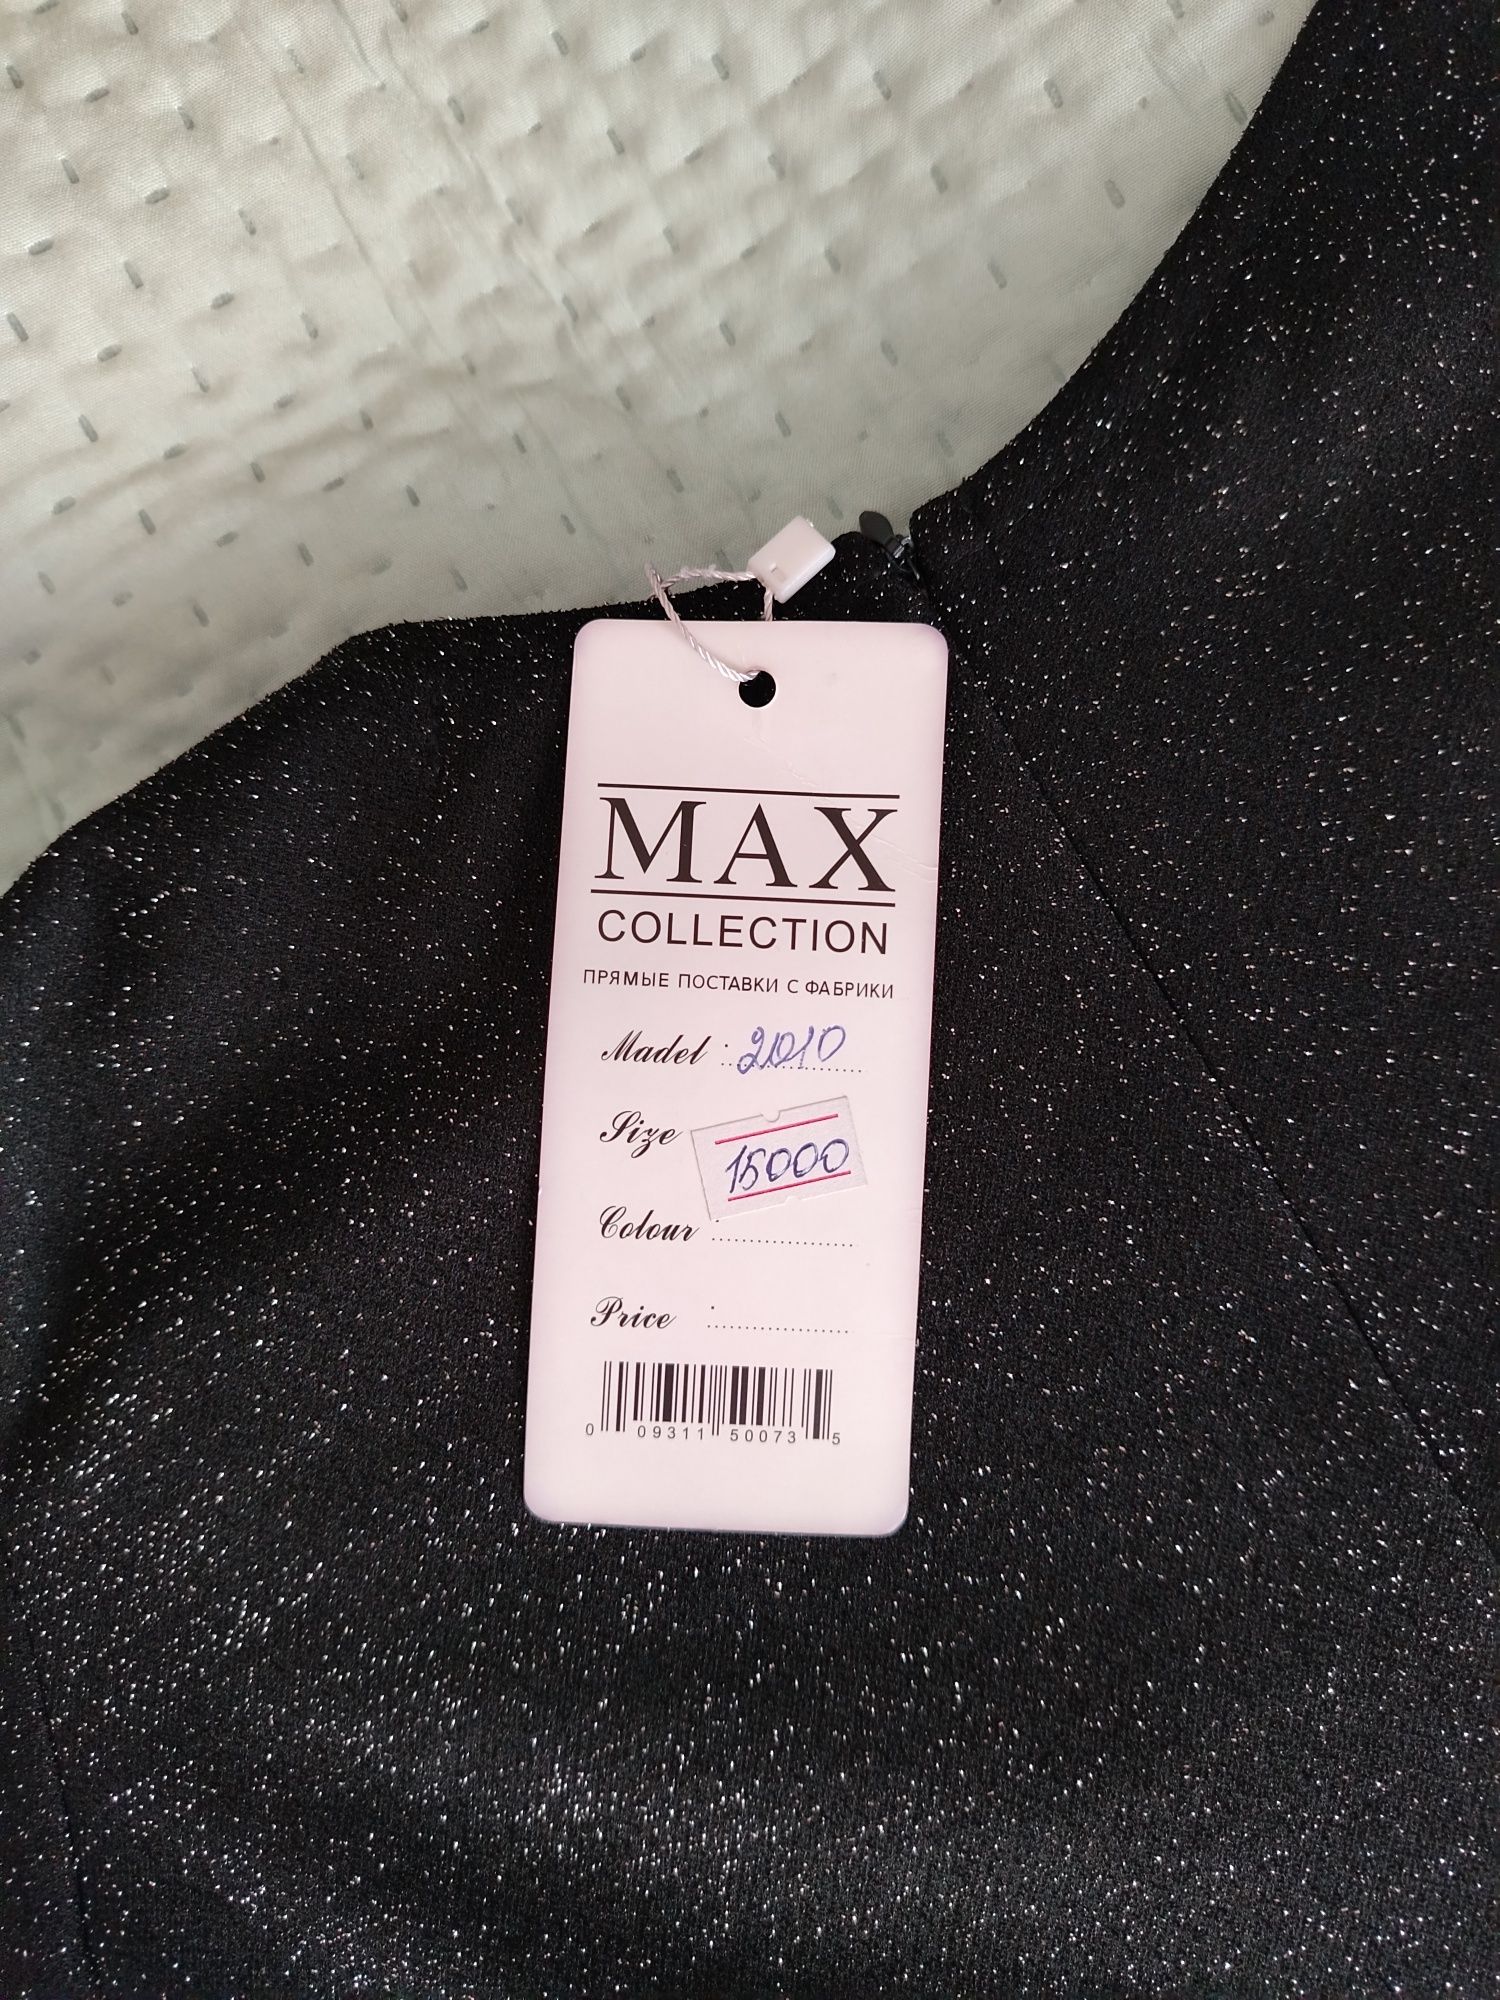 MAX
COLLECTION
ПРЯМЫЕ ПОСТАВКИ С ФАБРИКИ
Madel : 2010
Size 15000
Colour :
Price :
0 09311 50073 5